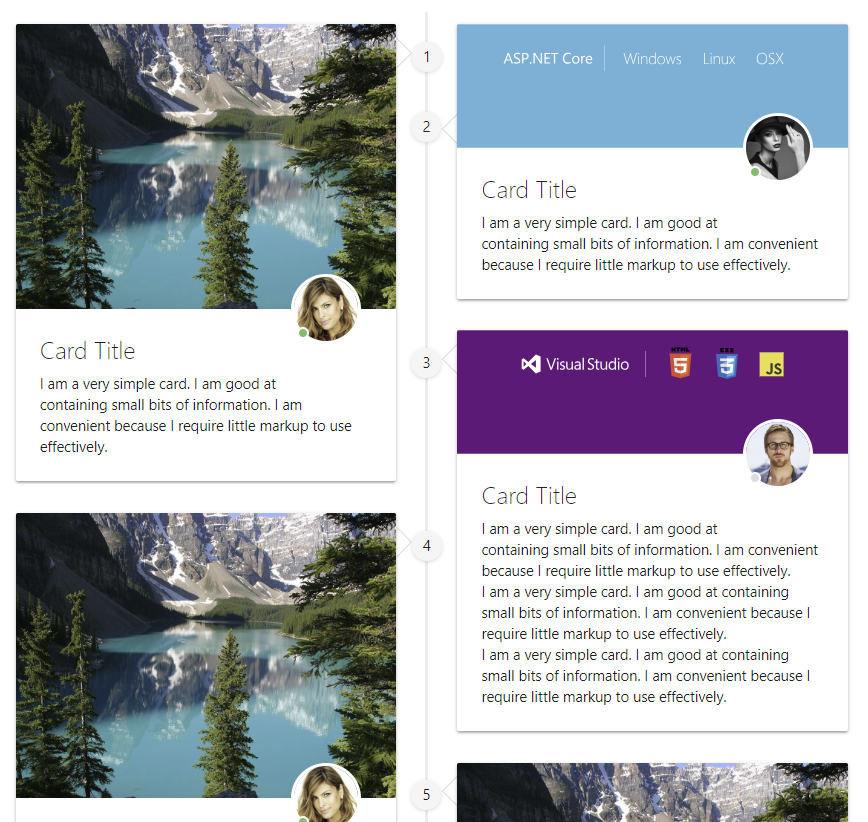 1
Card Title
I am a very simple card. I am good at
containing small bits of information. I am
convenient because I require little markup to use
effectively.
ASP.NET Core Windows Linux OSX
2
Card Title
I am a very simple card. I am good at
containing small bits of information. I am convenient
because I require little markup to use effectively.
3
Visual Studio HTML 5 CSS 3 JS
Card Title
I am a very simple card. I am good at
containing small bits of information. I am convenient
because I require little markup to use effectively.
I am a very simple card. I am good at containing
small bits of information. I am convenient because I
require little markup to use effectively.
I am a very simple card. I am good at containing
small bits of information. I am convenient because I
require little markup to use effectively.
4
5